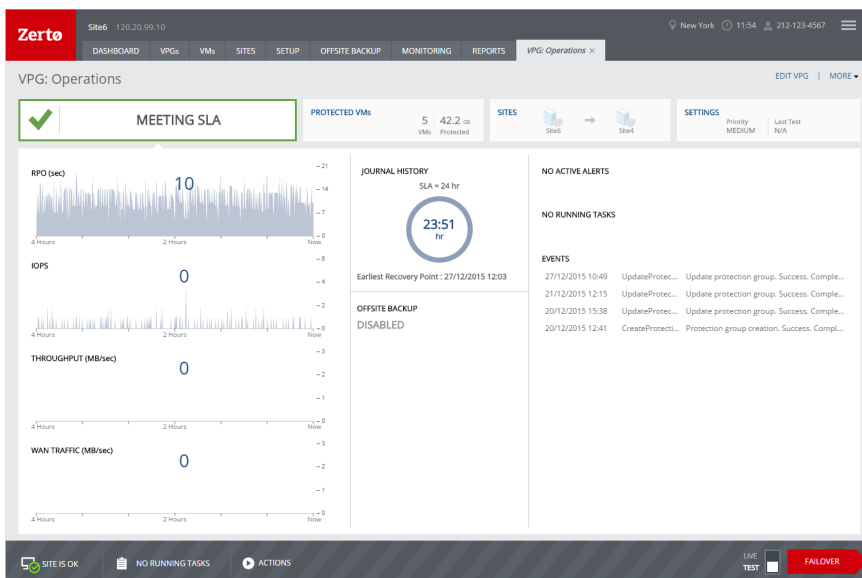 Zerto
Site6 120.20.99.10
New York 11:54 212-123-4567
DASHBOARD VPGs VMs SITES SETUP OFFSITE BACKUP MONITORING REPORTS VPG: Operations ×
VPG: Operations
EDIT VPG | MORE
MEETING SLA
PROTECTED VMs
5 42.2 GB
VMs Protected
SITES
Site6 → Site4
SETTINGS
Priority Last Test
MEDIUM N/A
RPO (sec)
10
21
14
7
0
4 Hours 2 Hours Now
IOPS
0
6
4
2
0
4 Hours 2 Hours Now
THROUGHPUT (MB/sec)
0
3
2
1
0
4 Hours 2 Hours Now
WAN TRAFFIC (MB/sec)
0
3
2
1
0
4 Hours 2 Hours Now
JOURNAL HISTORY
SLA = 24 hr
23:51
hr
Earliest Recovery Point : 27/12/2015 12:03
OFFSITE BACKUP
DISABLED
NO ACTIVE ALERTS
NO RUNNING TASKS
EVENTS
27/12/2015 10:49 UpdateProtec... Update protection group. Success. Comple...
21/12/2015 12:15 UpdateProtec... Update protection group. Success. Comple...
20/12/2015 15:38 UpdateProtec... Update protection group. Success. Comple...
20/12/2015 12:41 CreateProtecti... Protection group creation. Success. Compl...
SITE IS OK NO RUNNING TASKS ACTIONS
LIVE
TEST
FAILOVER